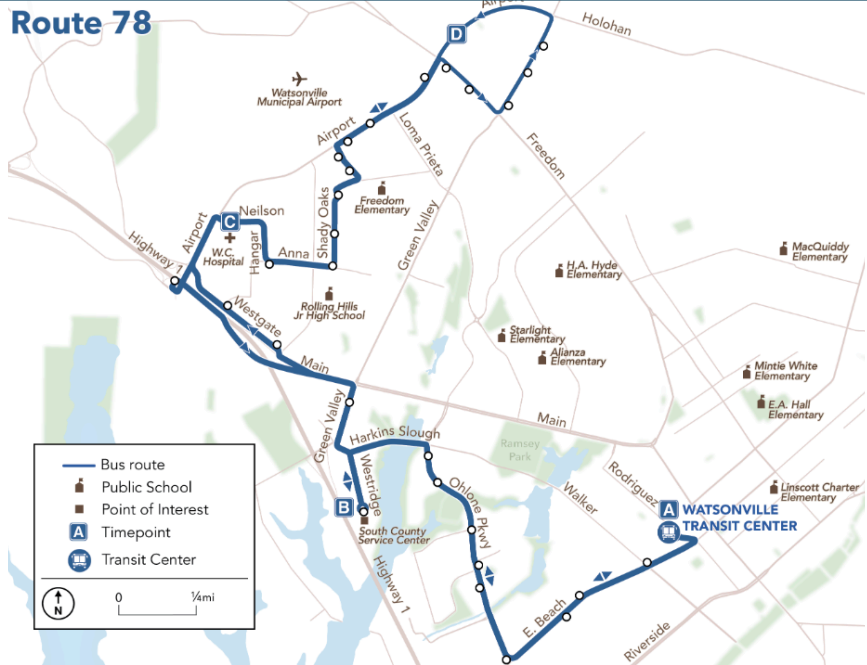 Route 78
Airport
Holohan
D
Watsonville
Municipal Airport
Airport
Loma Prieta
Freedom
Shady Oaks
Freedom
Elementary
Green Valley
Neilson
C
Airport
Highway 1
W.C.
Hospital
Hangar
Anna
MacQuiddy
Elementary
H.A. Hyde
Elementary
Rolling Hills
Jr High School
Westgate
Starlight
Elementary
Alianza
Elementary
Main
Mintie White
Elementary
E.A. Hall
Elementary
Green Valley
Main
Harkins Slough
Ramsey
Park
Westridge
Rodriguez
Walker
Ohlone Pkwy
Linscott Charter
Elementary
B
South County
Service Center
A
WATSONVILLE
TRANSIT CENTER
Highway 1
E. Beach
Riverside
Bus route
Public School
Point of Interest
A
Timepoint
Transit Center
N
0
¼mi